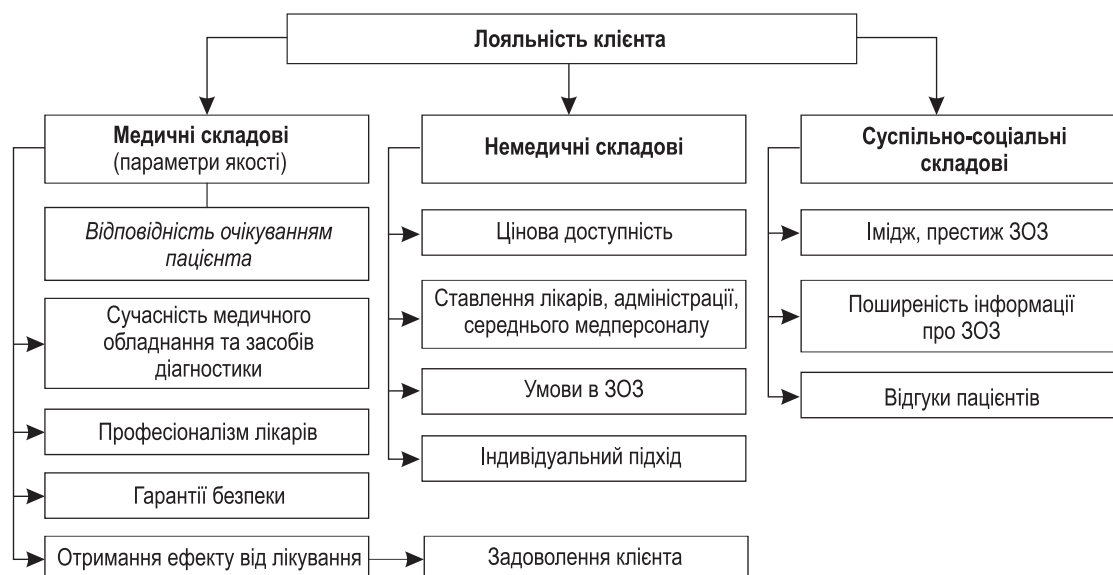 Лояльність клієнта
Медичні складові
(параметри якості)
Відповідність очікуванням
пацієнта
Сучасність медичного
обладнання та засобів
діагностики
Професіоналізм лікарів
Гарантії безпеки
Отримання ефекту від лікування
Немедичні складові
Цінова доступність
Ставлення лікарів, адміністрації,
середнього медперсоналу
Умови в ЗОЗ
Індивідуальний підхід
Задоволення клієнта
Суспільно-соціальні
складові
Імідж, престиж ЗОЗ
Поширеність інформації
про ЗОЗ
Відгуки пацієнтів